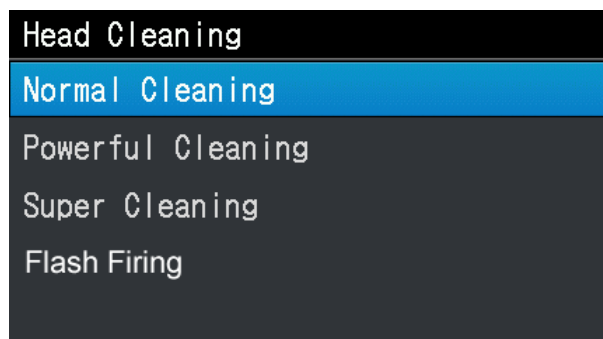 Head Cleaning
Normal Cleaning
Powerful Cleaning
Super Cleaning
Flash Firing